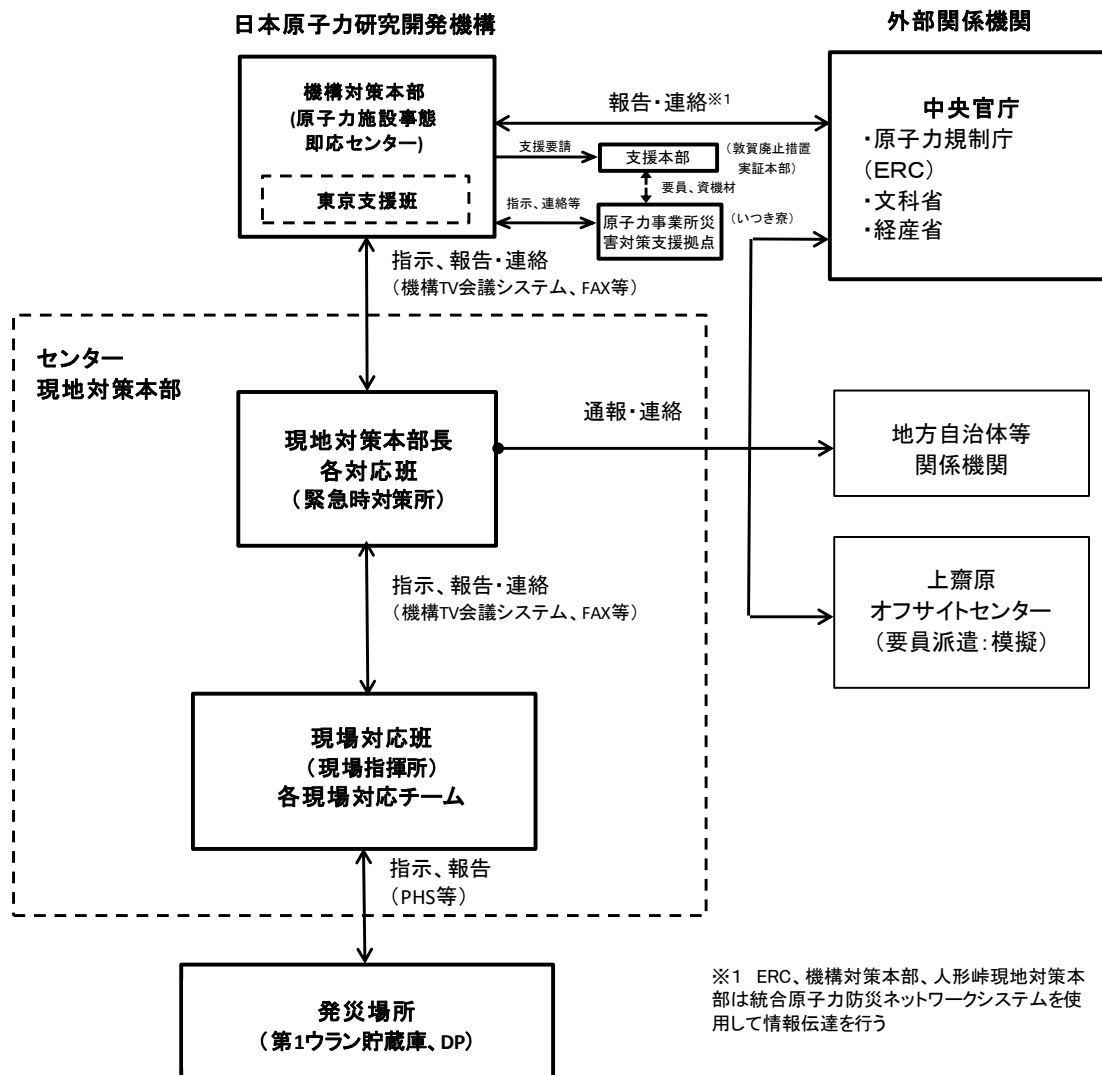 日本原子力研究開発機構
外部関係機関
機構対策本部
(原子力施設事態
即応センター)
東京支援班
報告・連絡※1
支援要請
支援本部
(敦賀廃止措置
実証本部)
要員、資機材
指示、連絡等
原子力事業所災
害対策支援拠点
(いつき寮)
中央官庁
・原子力規制庁
(ERC)
・文科省
・経産省
指示、報告・連絡
(機構TV会議システム、FAX等)
センター
現地対策本部
現地対策本部長
各対応班
(緊急時対策所)
通報・連絡
地方自治体等
関係機関
指示、報告・連絡
(機構TV会議システム、FAX等)
上齋原
オフサイトセンター
(要員派遣:模擬)
現場対応班
(現場指揮所)
各現場対応チーム
指示、報告
(PHS等)
発災場所
(第1ウラン貯蔵庫、DP)
※1 ERC、機構対策本部、人形峠現地対策本
部は統合原子力防災ネットワークシステムを使
用して情報伝達を行う